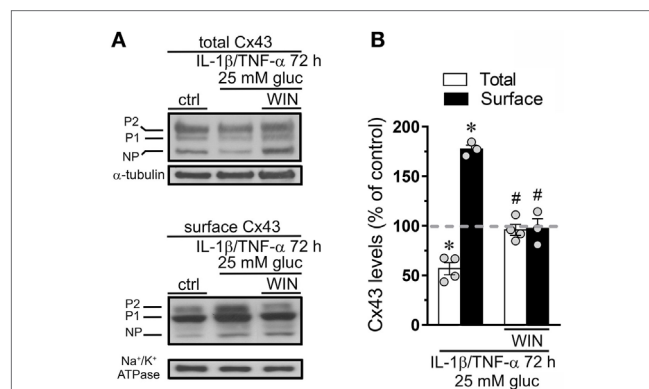 A
total Cx43
IL-1β/TNF-α 72 h
25 mM gluc
ctrl
WIN
P2
P1
NP
α-tubulin
surface Cx43
IL-1β/TNF-α 72 h
25 mM gluc
ctrl
WIN
P2
P1
NP
Na⁺/K⁺
ATPase
B
Total
Surface
Cx43 levels (% of control)
200
150
100
50
0
*
*
#
#
WIN
IL-1β/TNF-α 72 h
25 mM gluc